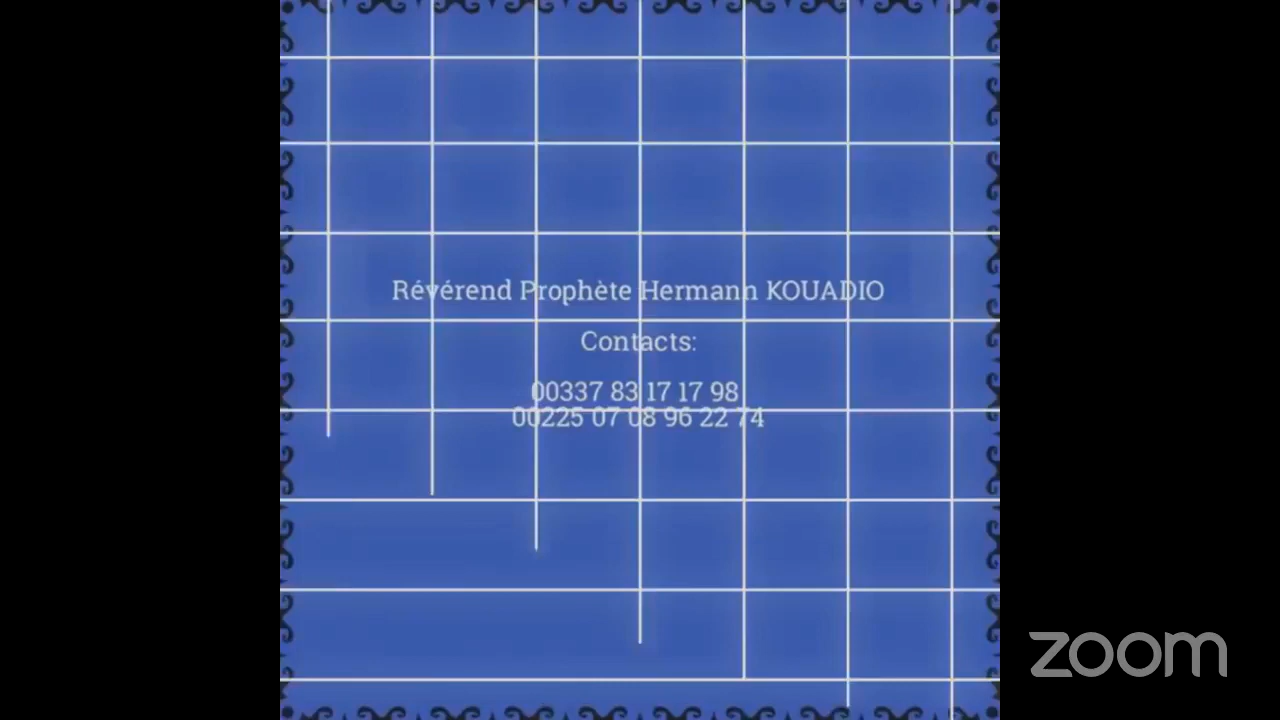 Révérend Prophète Hermann KOUADIO
Contacts:
00337 83 17 17 98
00225 07 08 96 22 74
zoom